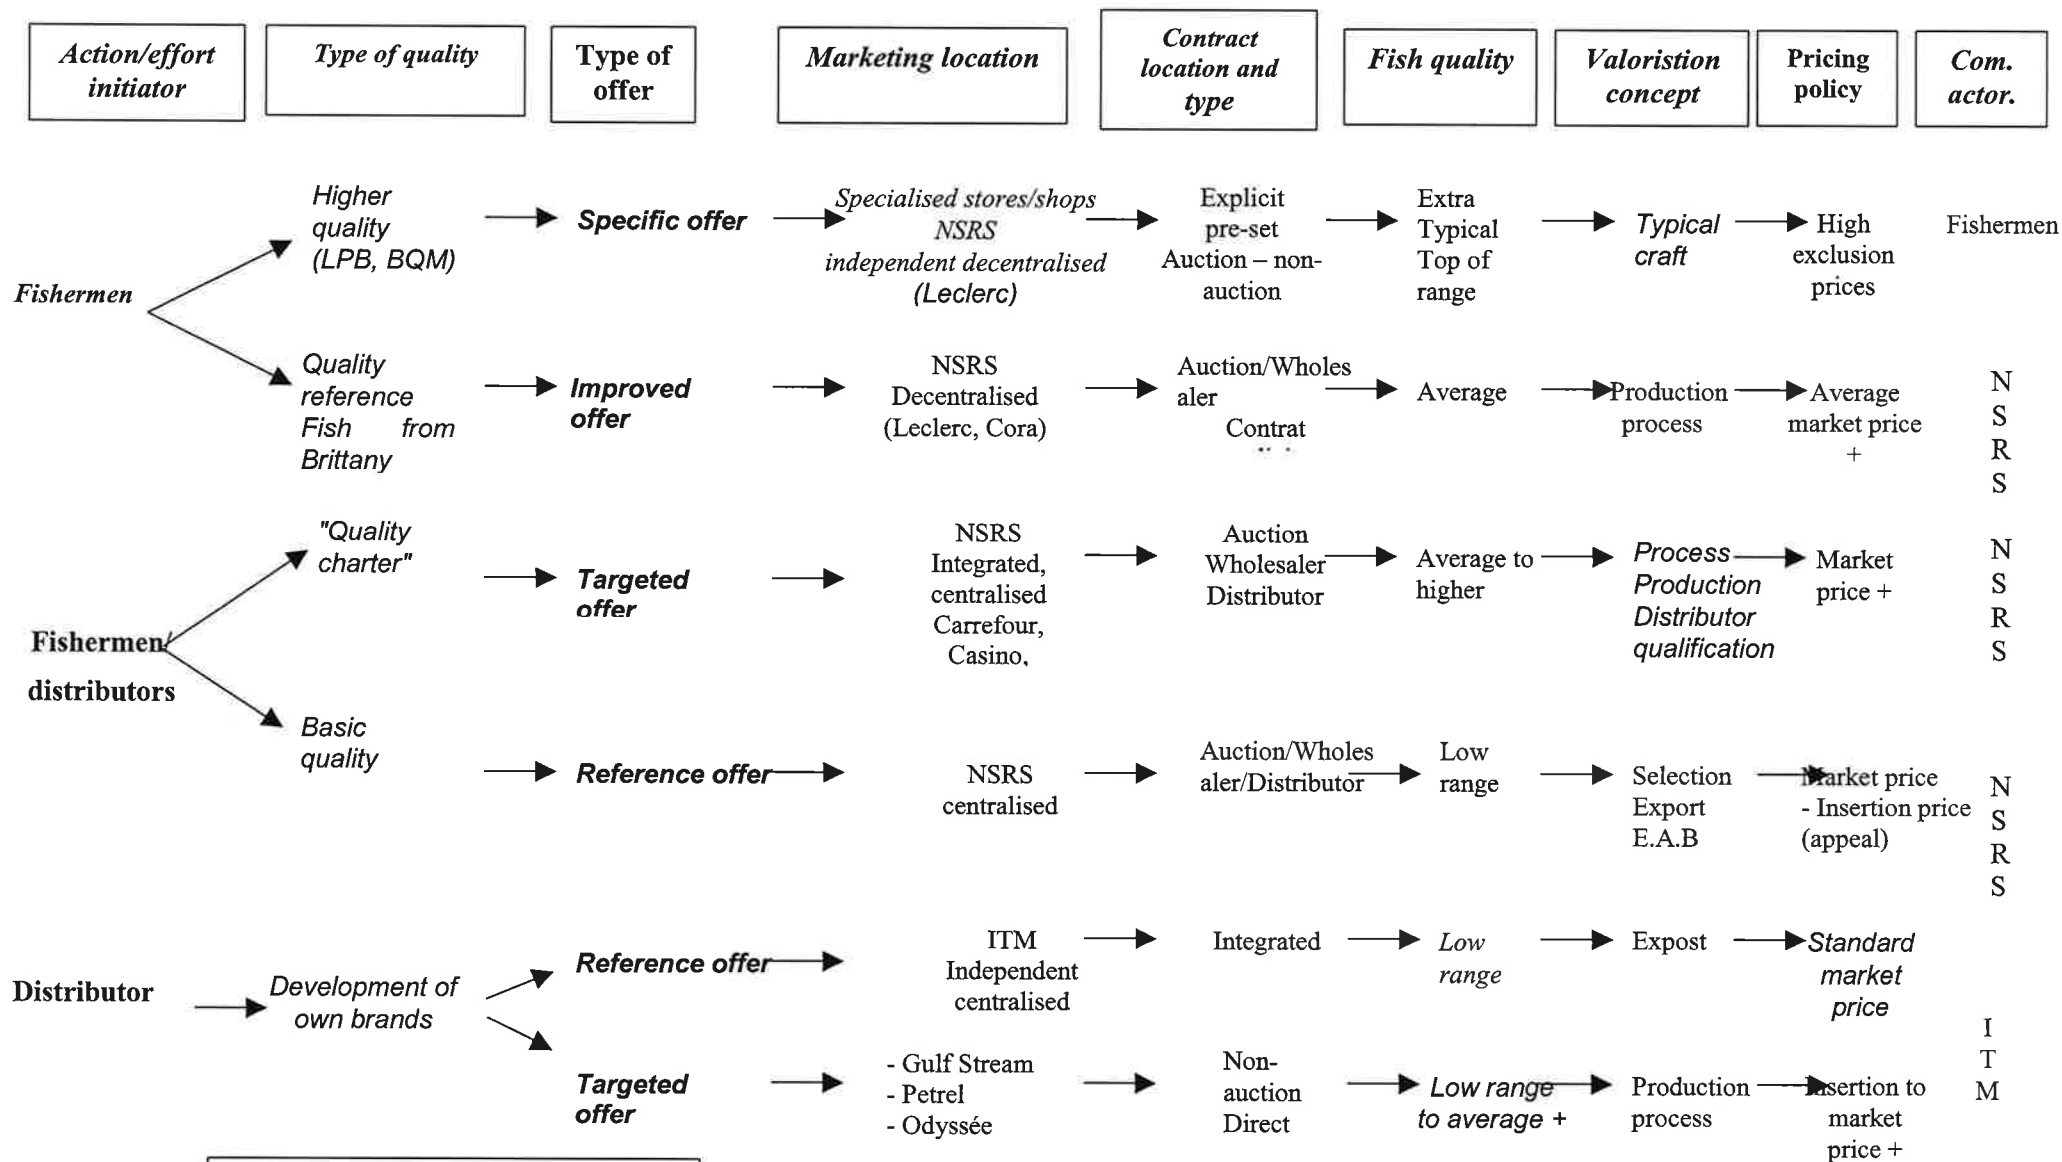 Action/effort
initiator
Type of quality
Type of
offer
Marketing location
Contract
location and
type
Fish quality
Valoristion
concept
Pricing
policy
Com.
actor.
Fishermen
Higher
quality
(LPB, BQM)
Specific offer
Specialised stores/shops
NSRS
independent decentralised
(Leclerc)
Explicit
pre-set
Auction – non-
auction
Extra
Typical
Top of
range
Typical
craft
High
exclusion
prices
Fishermen
Quality
reference
Fish from
Brittany
Improved
offer
NSRS
Decentralised
(Leclerc, Cora)
Auction/Wholes
aler
Contrat
Average
Production
process
Average
market price
+
N
S
R
S
Fishermen/
distributors
"Quality
charter"
Targeted
offer
NSRS
Integrated,
centralised
Carrefour,
Casino,
Auction
Wholesaler
Distributor
Average to
higher
Process
Production
Distributor
qualification
Market
price +
N
S
R
S
Basic
quality
Reference offer
NSRS
centralised
Auction/Wholes
aler/Distributor
Low
range
Selection
Export
E.A.B
Market price
- Insertion price
(appeal)
N
S
R
S
Distributor
Development of
own brands
Reference offer
ITM
Independent
centralised
Integrated
Low
range
Expost
Standard
market
price
Targeted
offer
- Gulf Stream
- Petrel
- Odyssée
Non-
auction
Direct
Low range
to average +
Production
process
Insertion to
market
price +
I
T
M